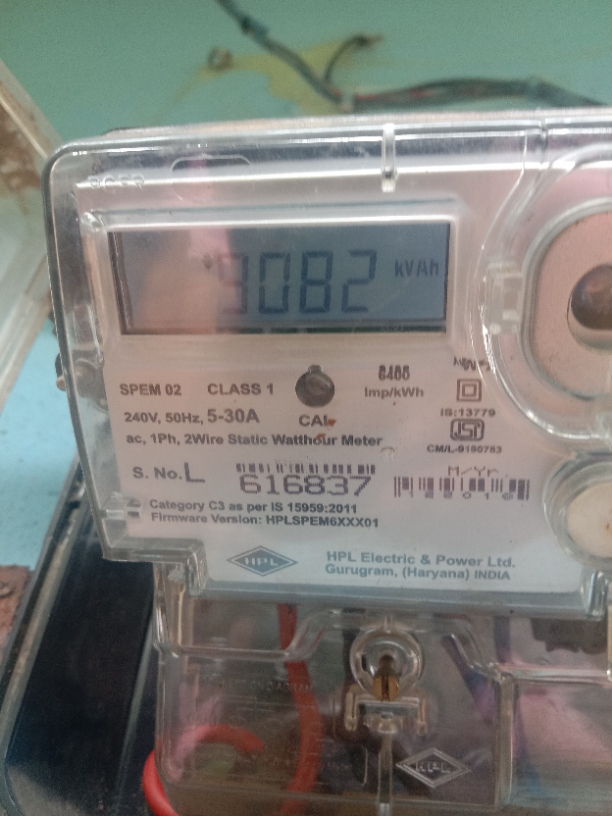 9082 kVAh
SPEM 02 CLASS 1
Imp/kWh
240V, 50Hz, 5-30A
CAL
IS:13779
ac, 1Ph, 2Wire Static Watthour Meter
S. No. L 616837
M/Yr.
Category C3 as per IS 15959:2011
Firmware Version: HPLSPEM6XXX01
HPL
HPL Electric & Power Ltd.
Gurugram, (Haryana) INDIA
HPL